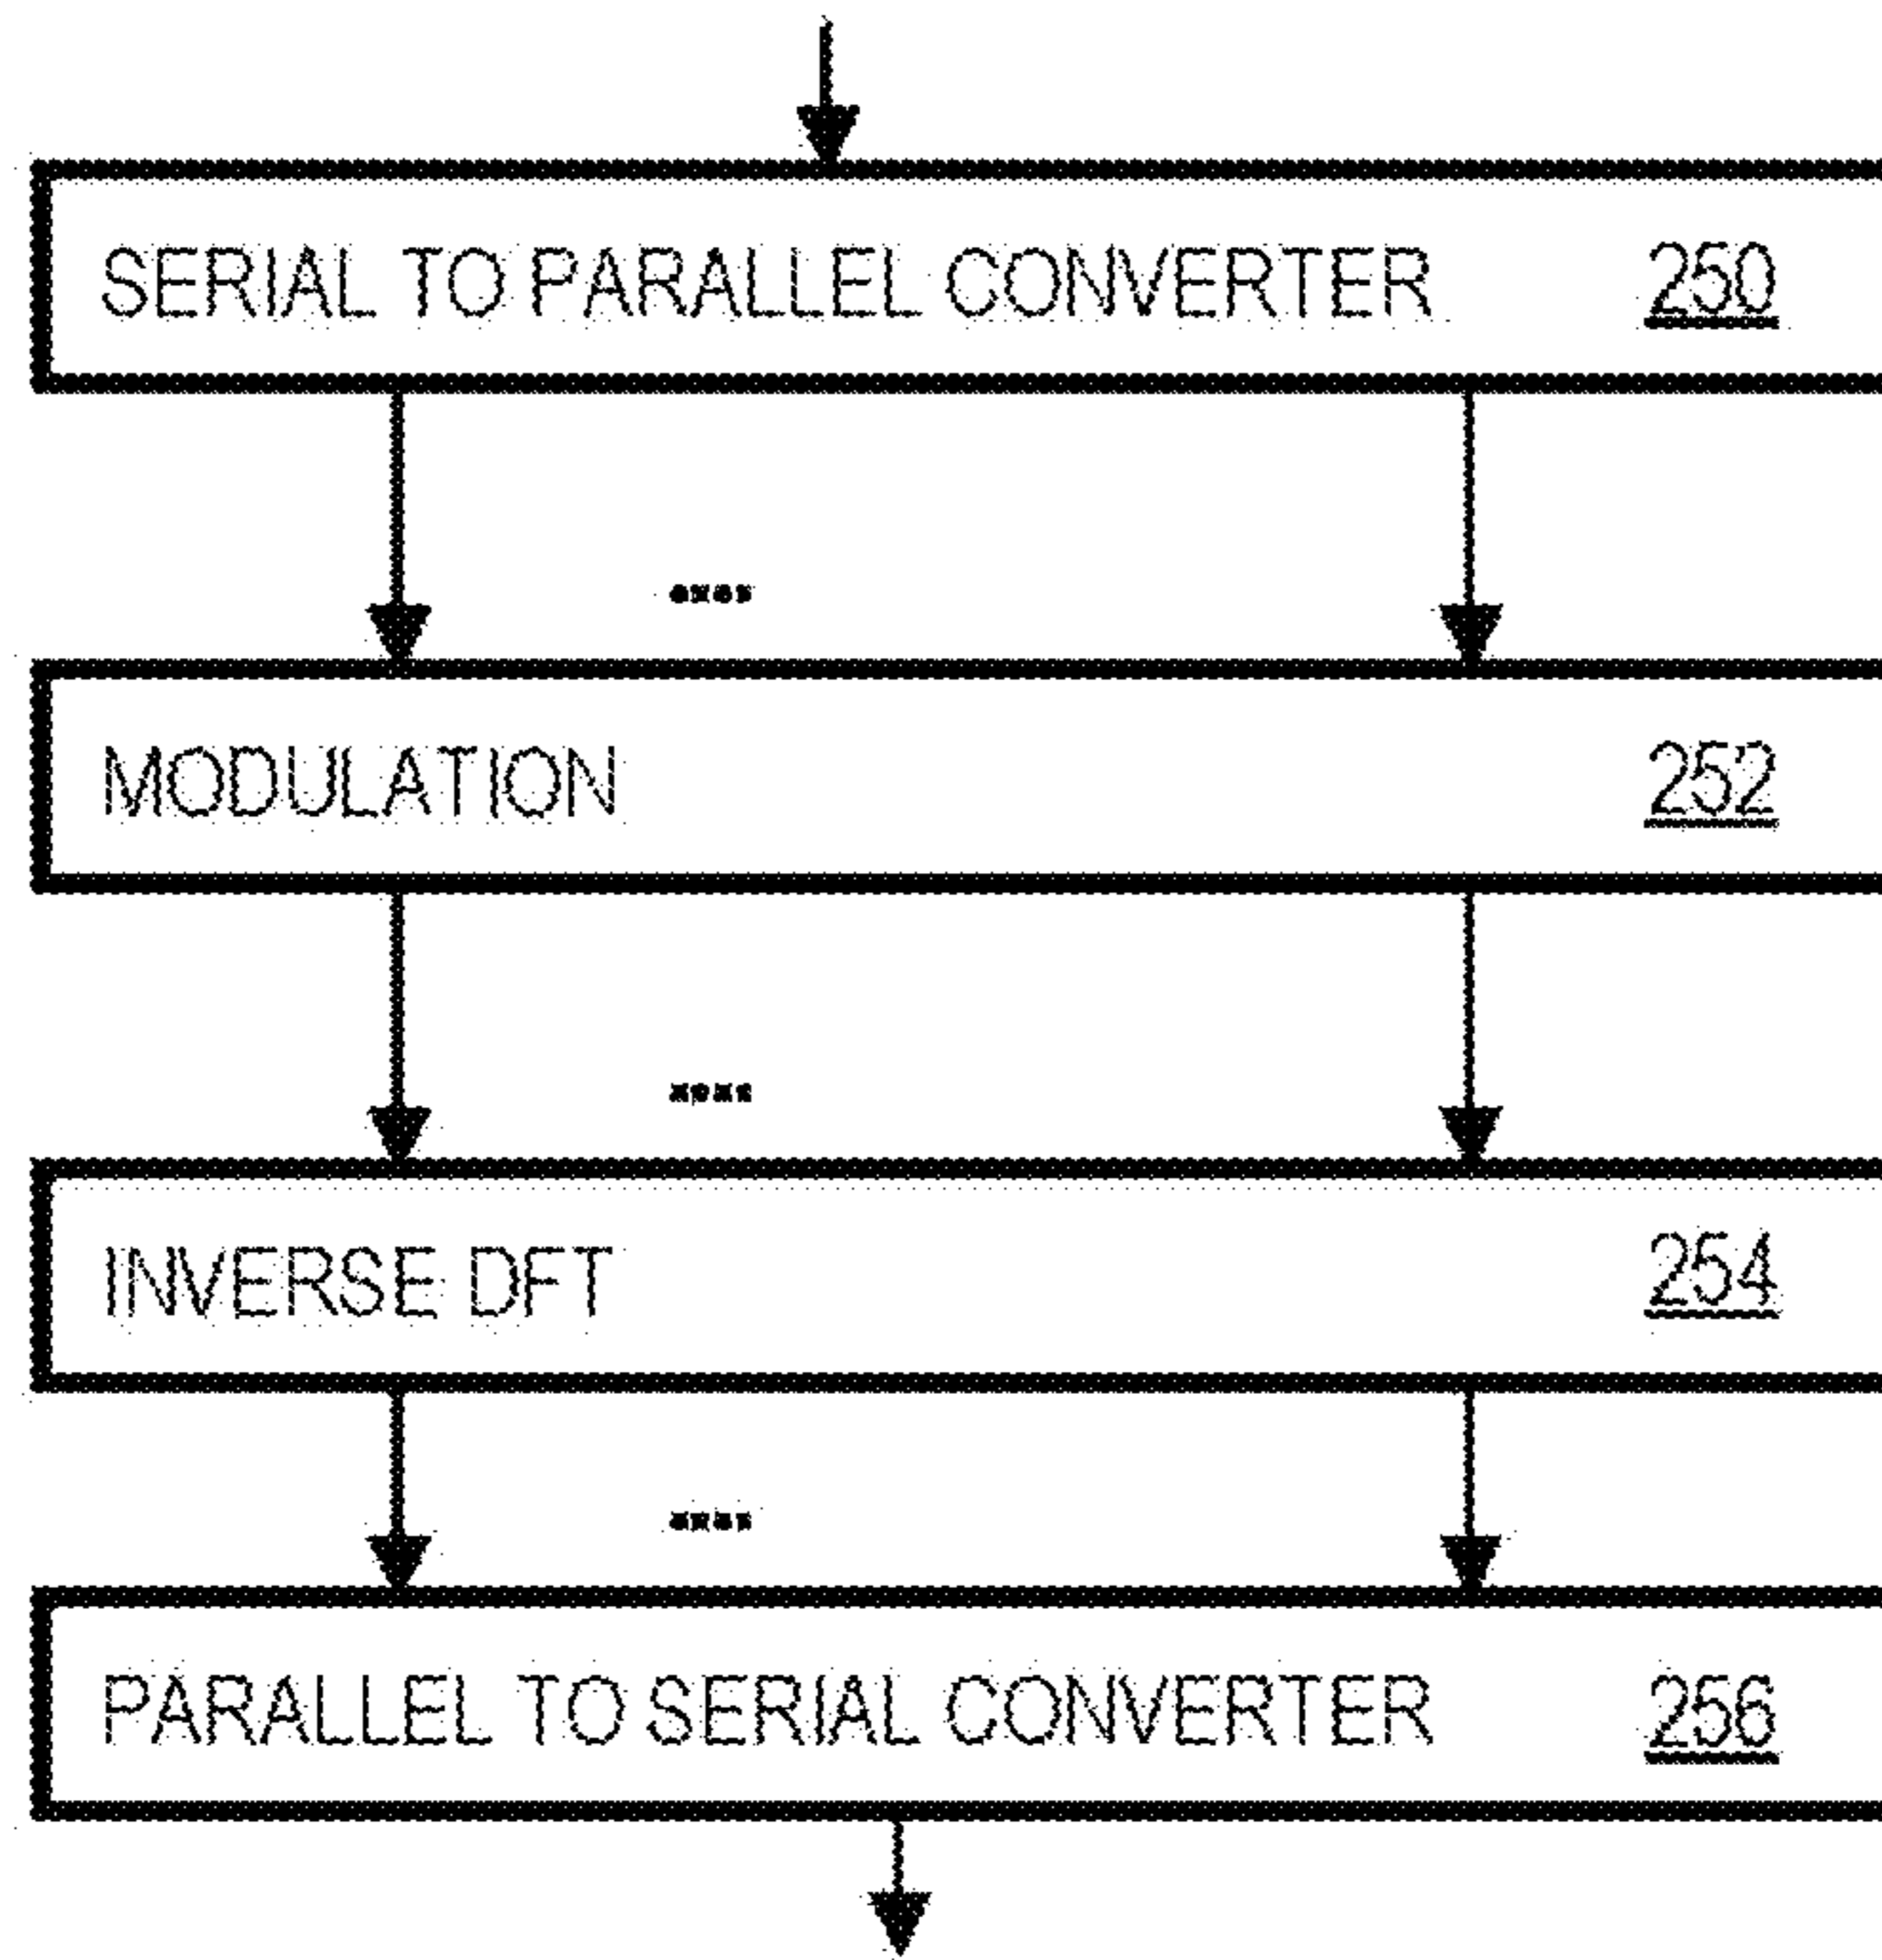 SERIAL TO PARALLEL CONVERTER 250
MODULATION 252
INVERSE DFT 254
PARALLEL TO SERIAL CONVERTER 256